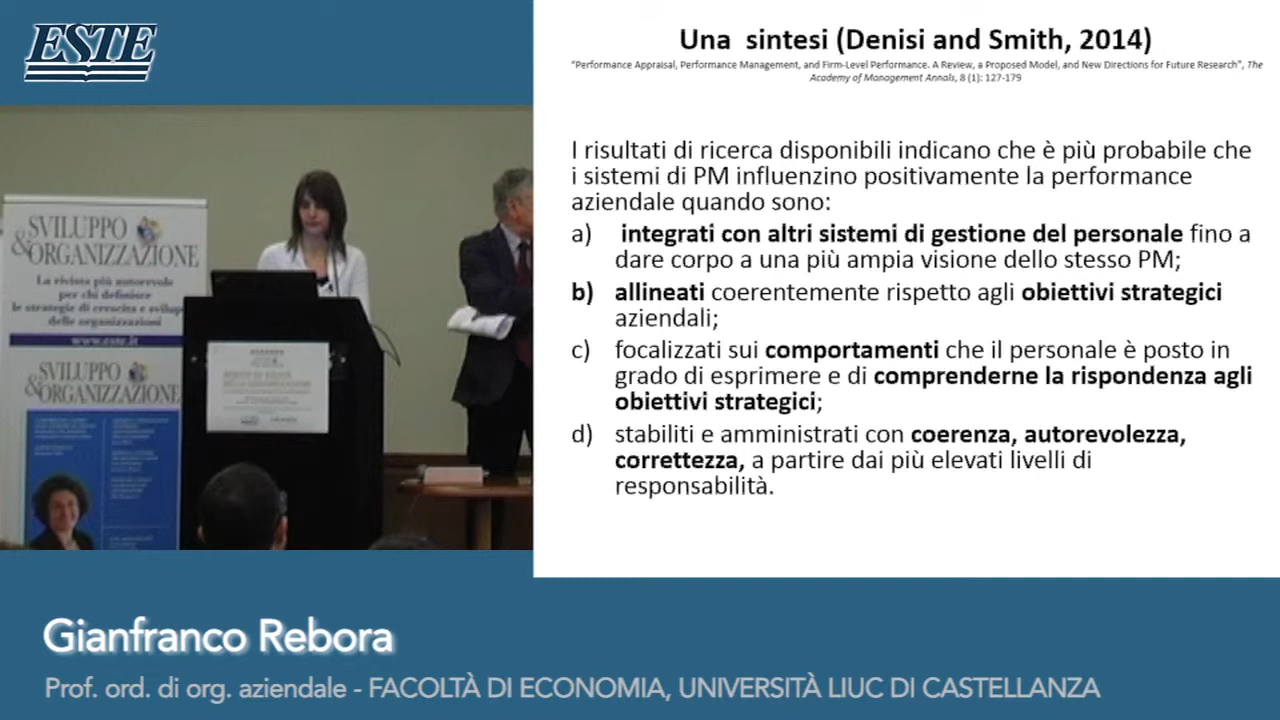 ESTE
Una sintesi (Denisi and Smith, 2014)
"Performance Appraisal, Performance Management, and Firm-Level Performance. A Review, a Proposed Model, and New Directions for Future Research", The
Academy of Management Annals, 8 (1): 127-179
I risultati di ricerca disponibili indicano che è più probabile che
i sistemi di PM influenzino positivamente la performance
aziendale quando sono:
a) integrati con altri sistemi di gestione del personale fino a
dare corpo a una più ampia visione dello stesso PM;
b) allineati coerentemente rispetto agli obiettivi strategici
aziendali;
c) focalizzati sui comportamenti che il personale è posto in
grado di esprimere e di comprenderne la rispondenza agli
obiettivi strategici;
d) stabiliti e amministrati con coerenza, autorevolezza,
correttezza, a partire dai più elevati livelli di
responsabilità.
SVILUPPO
&ORGANIZZAZIONE
La rivista più autorevole
per chi definisce
le strategie di crescita e svilup
delle organizzazioni
www.este.it
SVILUPPO
&ORGANIZZAZIONE
Gianfranco Rebora
Prof. ord. di org. aziendale - FACOLTÀ DI ECONOMIA, UNIVERSITÀ LIUC DI CASTELLANZA